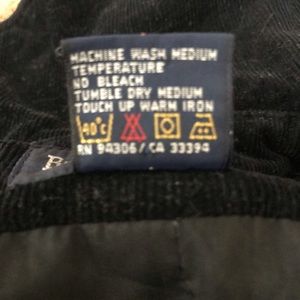 MACHINE WASH MEDIUM
TEMPERATURE
NO BLEACH
TUMBLE DRY MEDIUM
TOUCH UP WARM IRON
40°C
RN 94306/CA 33394